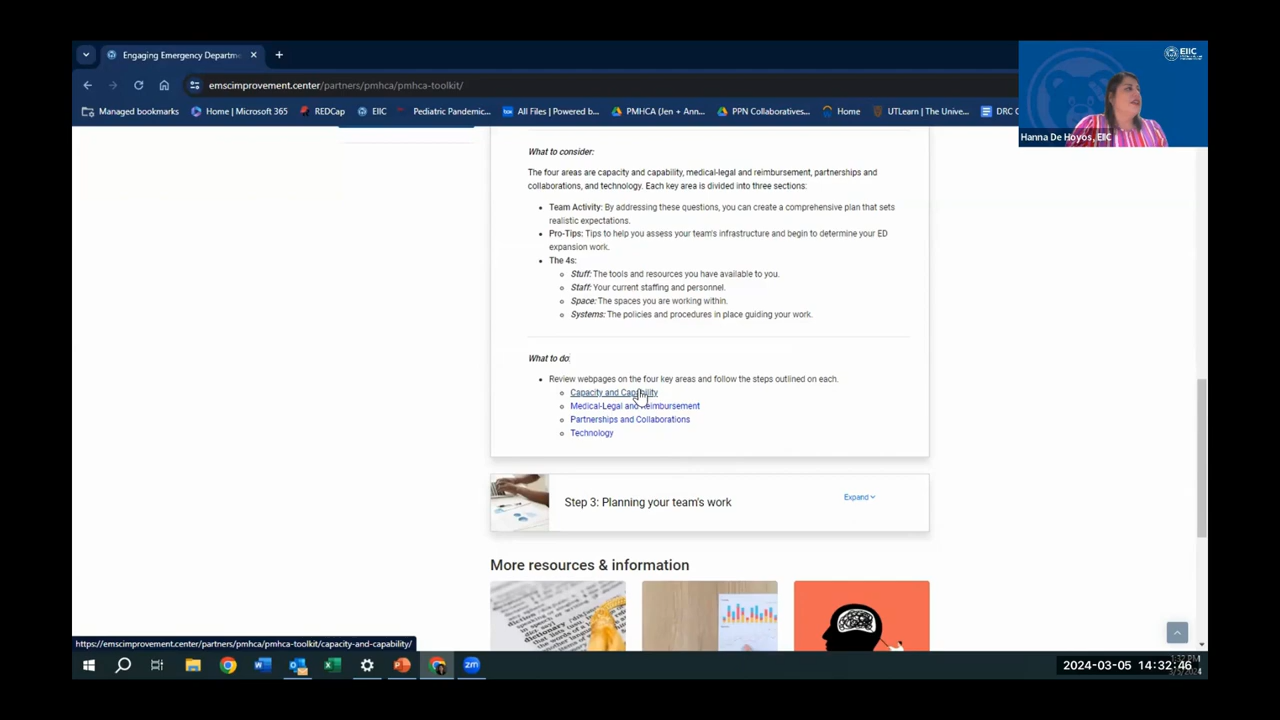 Engaging Emergency Departm
emscimprovement.center/partners/pmhca/pmhca-toolkit/
EIIC
Managed bookmarks
Home | Microsoft 365
REDCap
EIIC
Pediatric Pandemic...
All Files | Powered b...
PMHCA (Jen + Ann...
PPN Collaboratives...
Home
UTLearn | The Unive...
DRC
Hanna De Hoyos, EIIC
What to consider:
The four areas are capacity and capability, medical-legal and reimbursement, partnerships and
collaborations, and technology. Each key area is divided into three sections:
• Team Activity: By addressing these questions, you can create a comprehensive plan that sets
realistic expectations.
• Pro-Tips: Tips to help you assess your team's infrastructure and begin to determine your ED
expansion work.
• The 4s:
Stuff: The tools and resources you have available to you.
Staff: Your current staffing and personnel.
Space: The spaces you are working within.
Systems: The policies and procedures in place guiding your work.
What to do:
• Review webpages on the four key areas and follow the steps outlined on each.
Capacity and Capability
Medical-Legal and Reimbursement
Partnerships and Collaborations
Technology
Step 3: Planning your team's work
Expand
More resources & information
dictionary
https://emscimprovement.center/partners/pmhca/pmhca-toolkit/capacity-and-capability/
2024-03-05 14:32:46